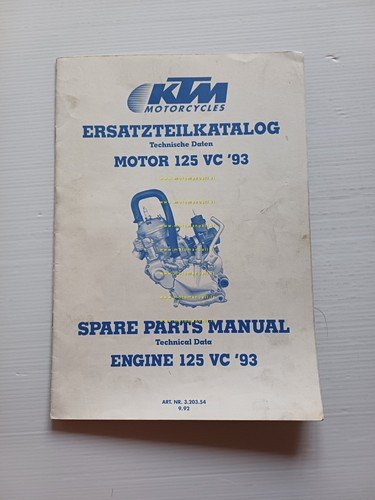 KTM
MOTORCYCLES
ERSATZTEILKATALOG
Technische Daten
MOTOR 125 VC '93
SPARE PARTS MANUAL
Technical Data
ENGINE 125 VC '93
ART. NR. 3.203.54
9.92